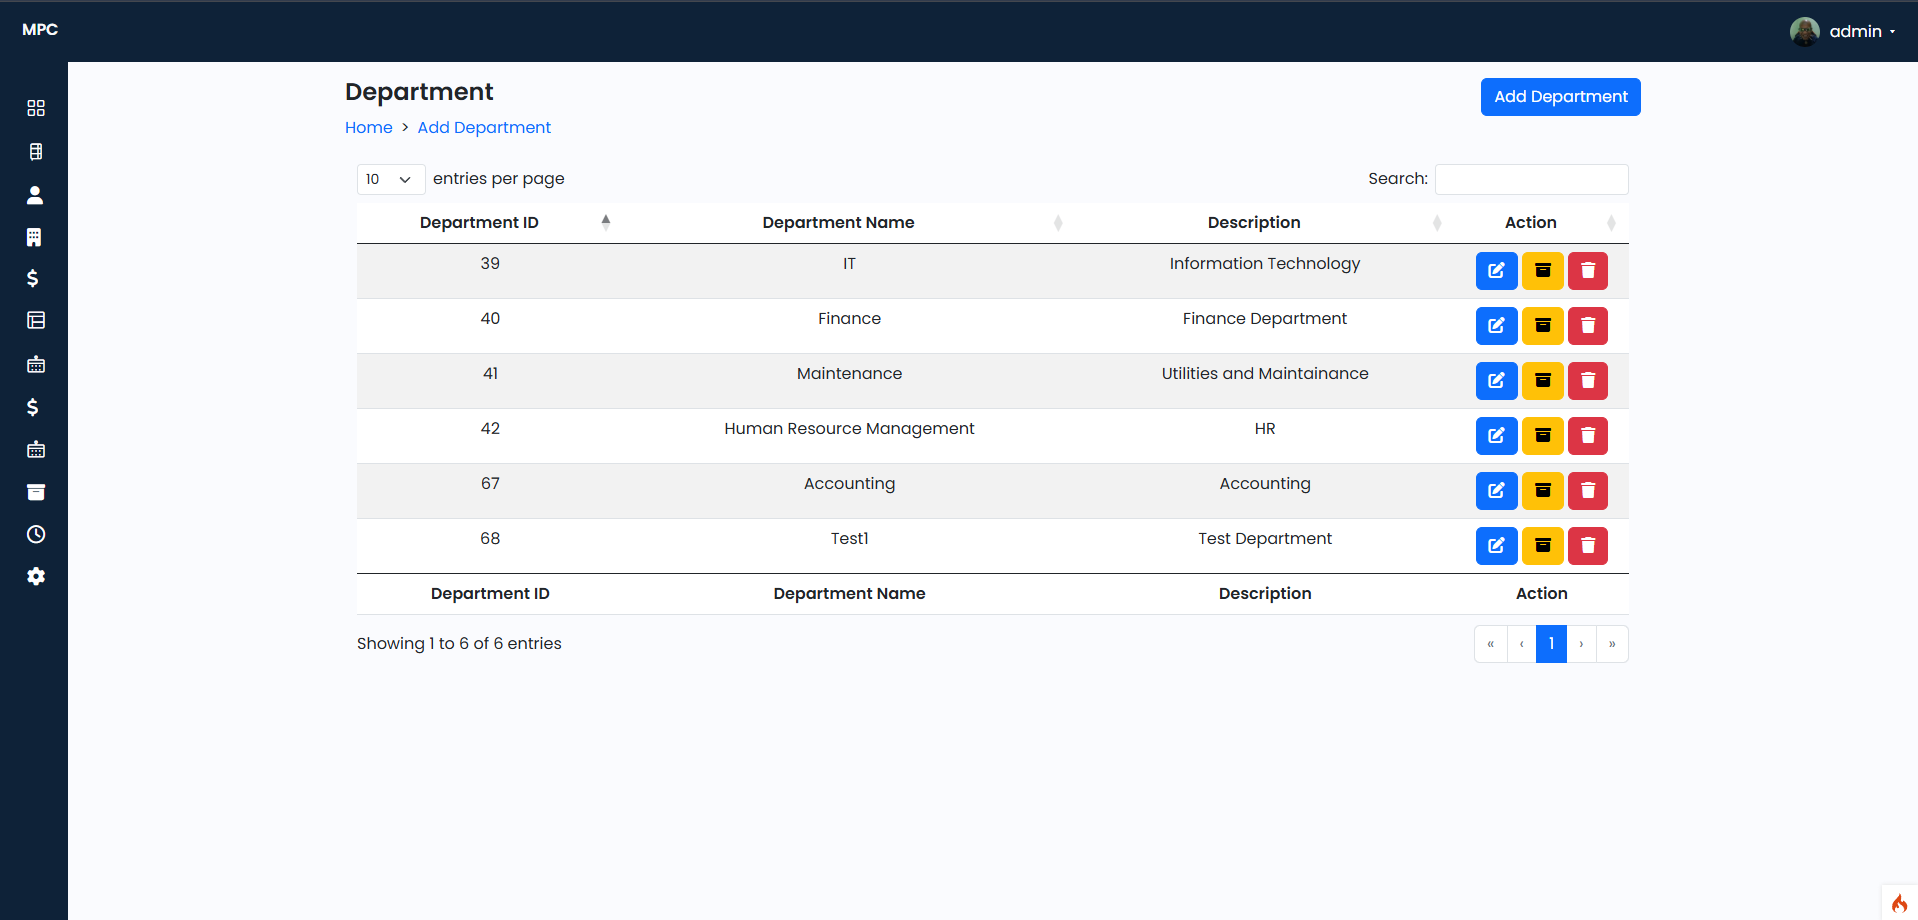 MPC
admin
Department
Add Department
Home > Add Department
10 entries per page
Search:
Department ID Department Name Description Action
39 IT Information Technology
40 Finance Finance Department
41 Maintenance Utilities and Maintainance
42 Human Resource Management HR
67 Accounting Accounting
68 Test1 Test Department
Department ID Department Name Description Action
Showing 1 to 6 of 6 entries
« ‹ 1 › »